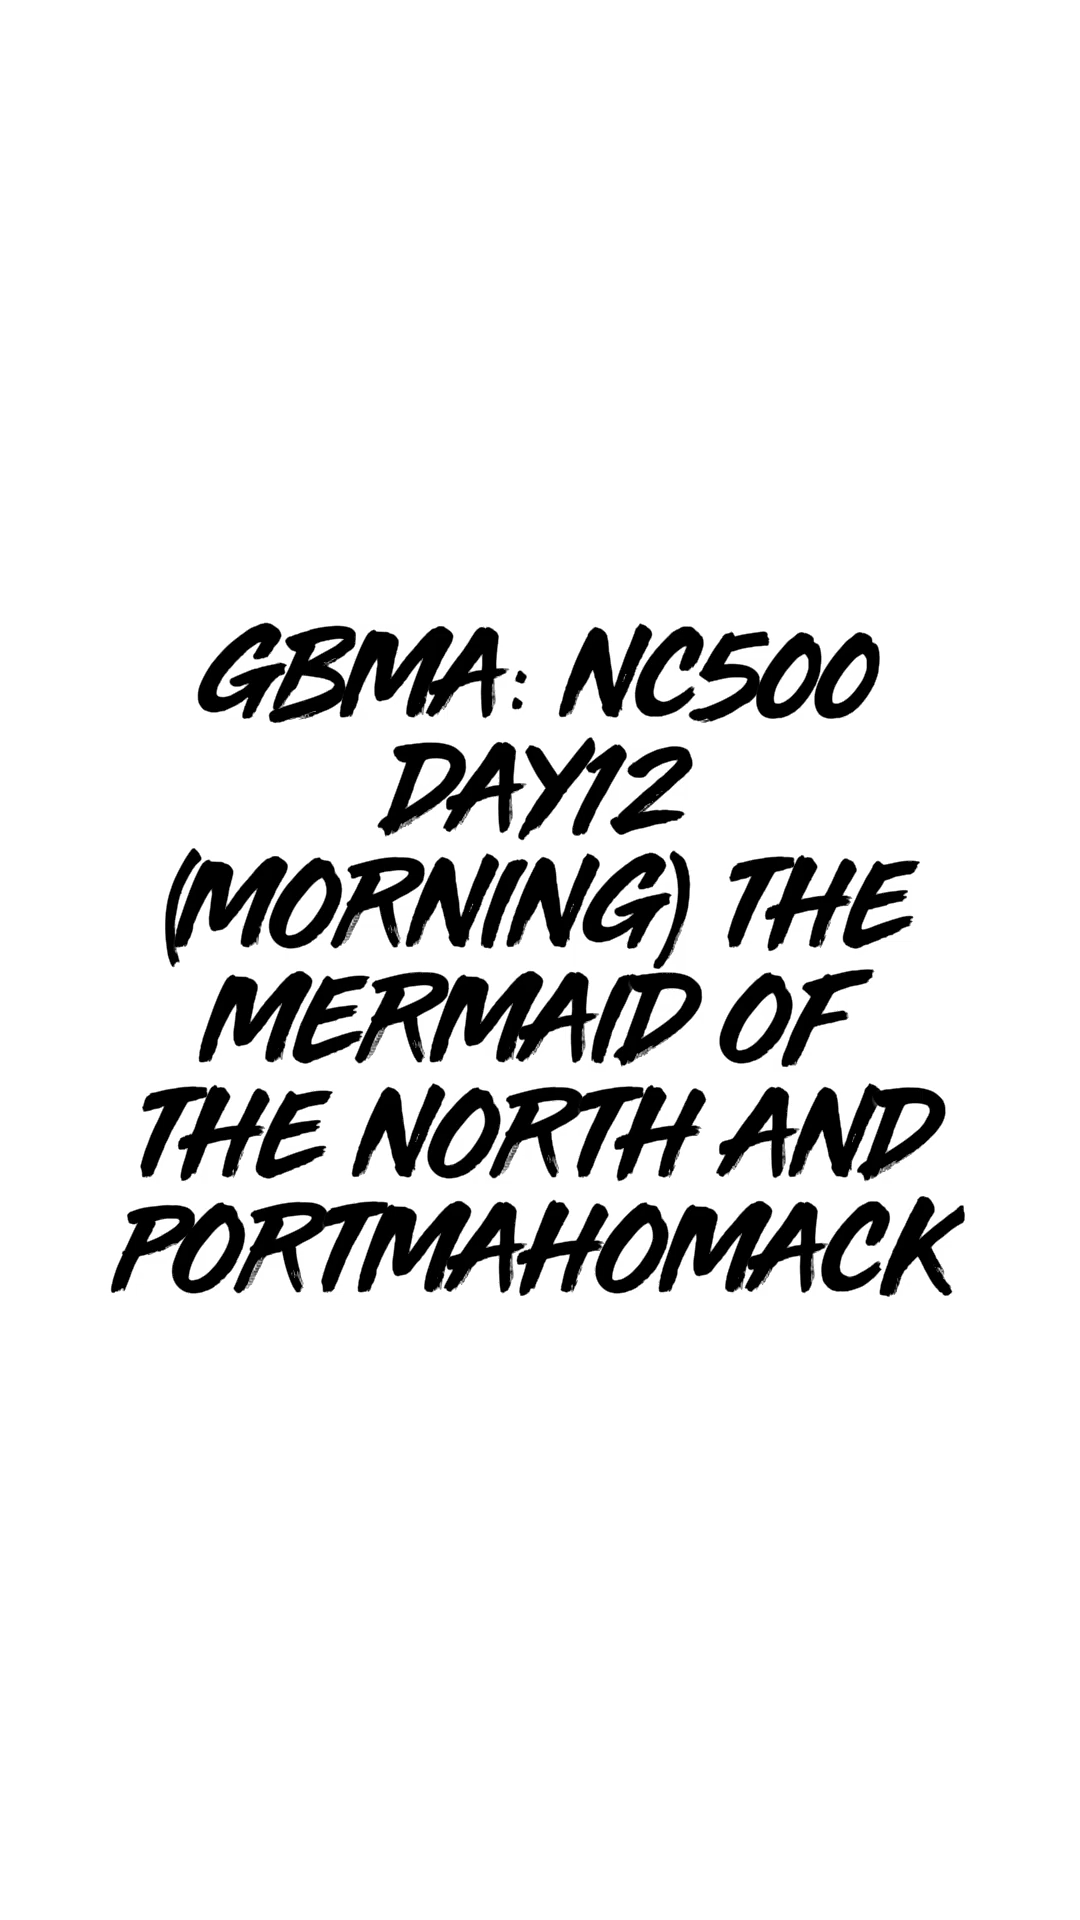 GBMA: NC500
DAY12
(MORNING) THE
MERMAID OF
THE NORTH AND
PORTMAHOMACK